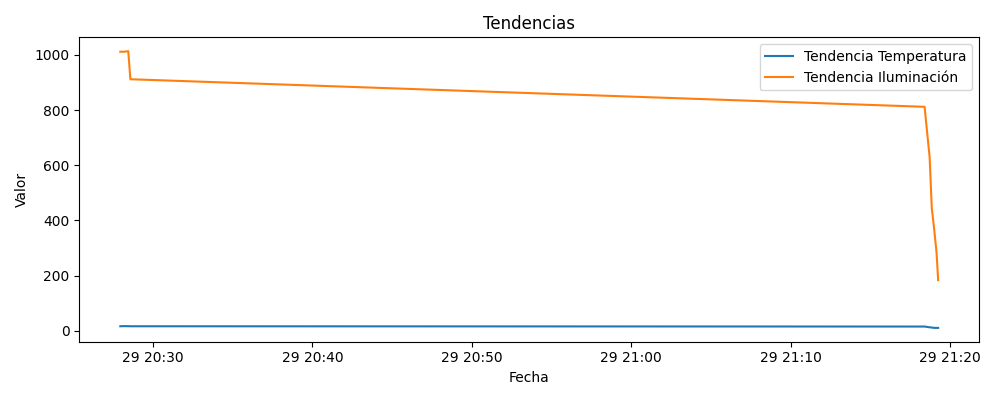 Tendencias
Tendencia Temperatura
Tendencia Iluminación
1000
800
600
400
200
0
Valor
29 20:30
29 20:40
29 20:50
29 21:00
29 21:10
29 21:20
Fecha